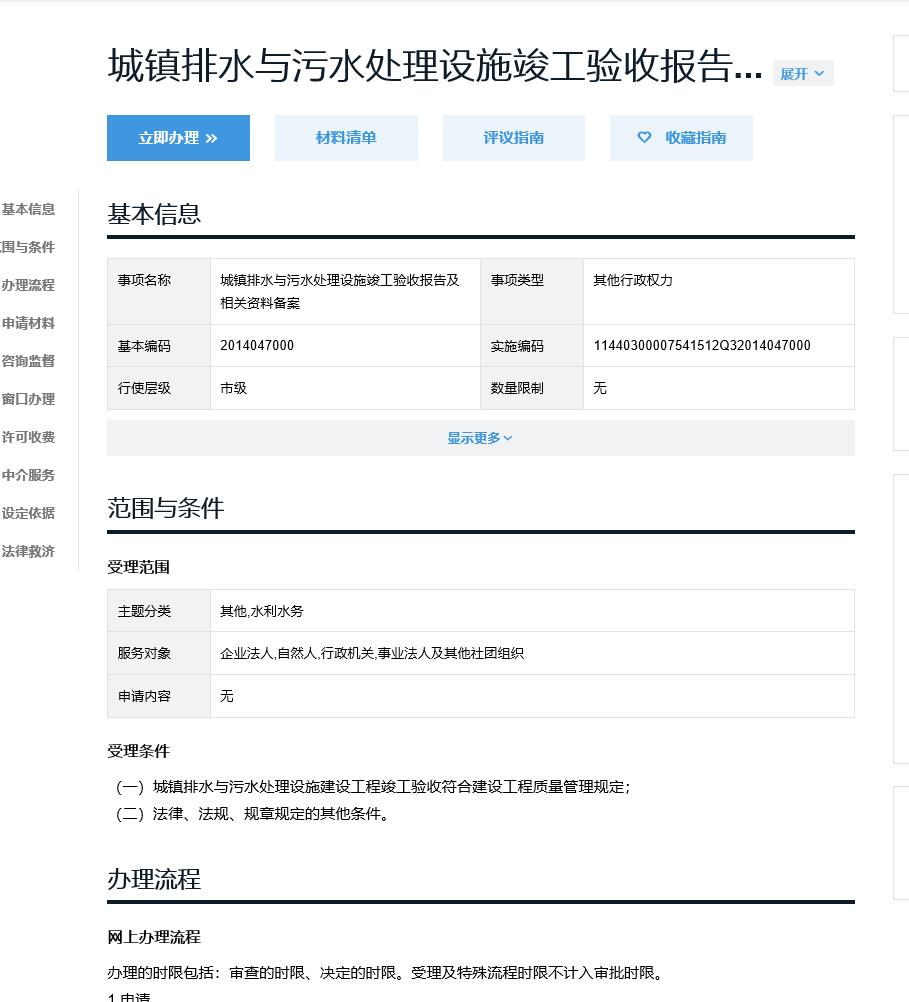 城镇排水与污水处理设施竣工验收报告...
展开
立即办理
材料清单
评议指南
收藏指南
基本信息
围与条件
办理流程
申请材料
咨询监督
窗口办理
许可收费
中介服务
设定依据
法律救济
基本信息
事项名称
城镇排水与污水处理设施竣工验收报告及
相关资料备案
事项类型
其他行政权力
基本编码
2014047000
实施编码
11440300007541512Q32014047000
行使层级
市级
数量限制
无
显示更多
范围与条件
受理范围
主题分类
其他,水利水务
服务对象
企业法人,自然人,行政机关,事业法人及其他社团组织
申请内容
无
受理条件
（一）城镇排水与污水处理设施建设工程竣工验收符合建设工程质量管理规定；
（二）法律、法规、规章规定的其他条件。
办理流程
网上办理流程
办理的时限包括：审查的时限、决定的时限。受理及特殊流程时限不计入审批时限。
1.申请